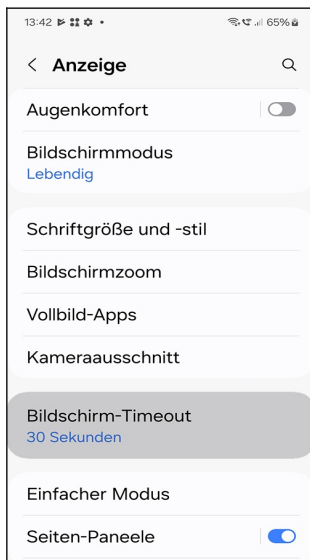 13:42 65%
Anzeige
Augenkomfort
Bildschirmmodus
Lebendig
Schriftgröße und -stil
Bildschirmzoom
Vollbild-Apps
Kameraausschnitt
Bildschirm-Timeout
30 Sekunden
Einfacher Modus
Seiten-Paneele